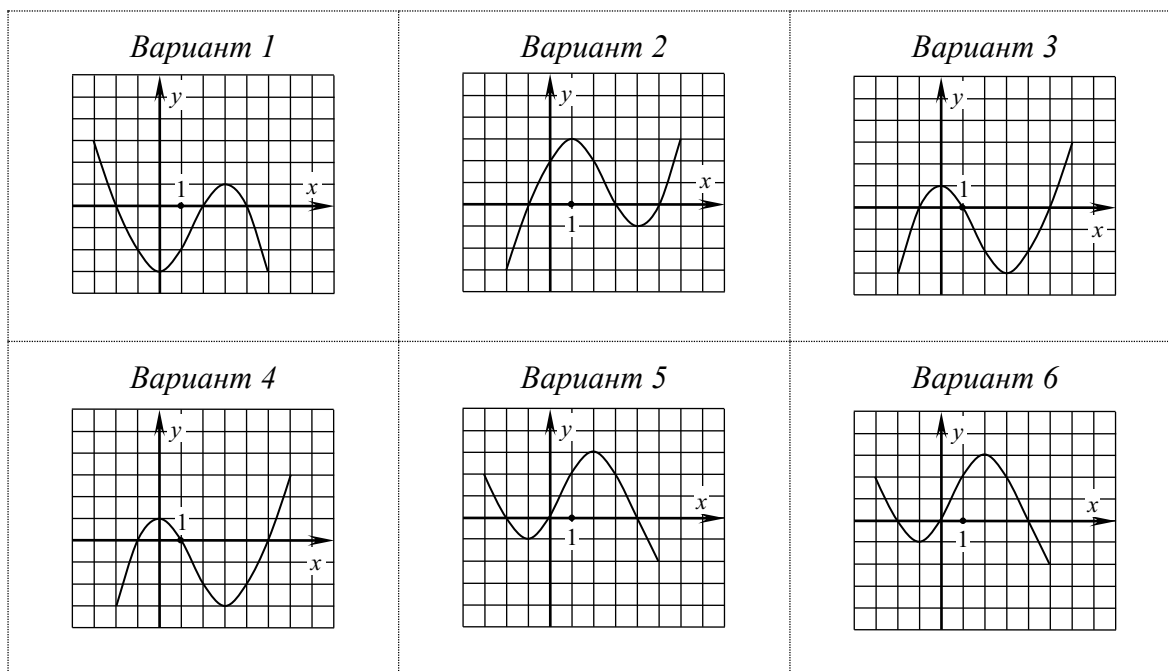 Вариант 1
y
1
x
Вариант 2
y
x
1
Вариант 3
y
1
x
Вариант 4
y
1
x
Вариант 5
y
x
1
Вариант 6
y
x
1